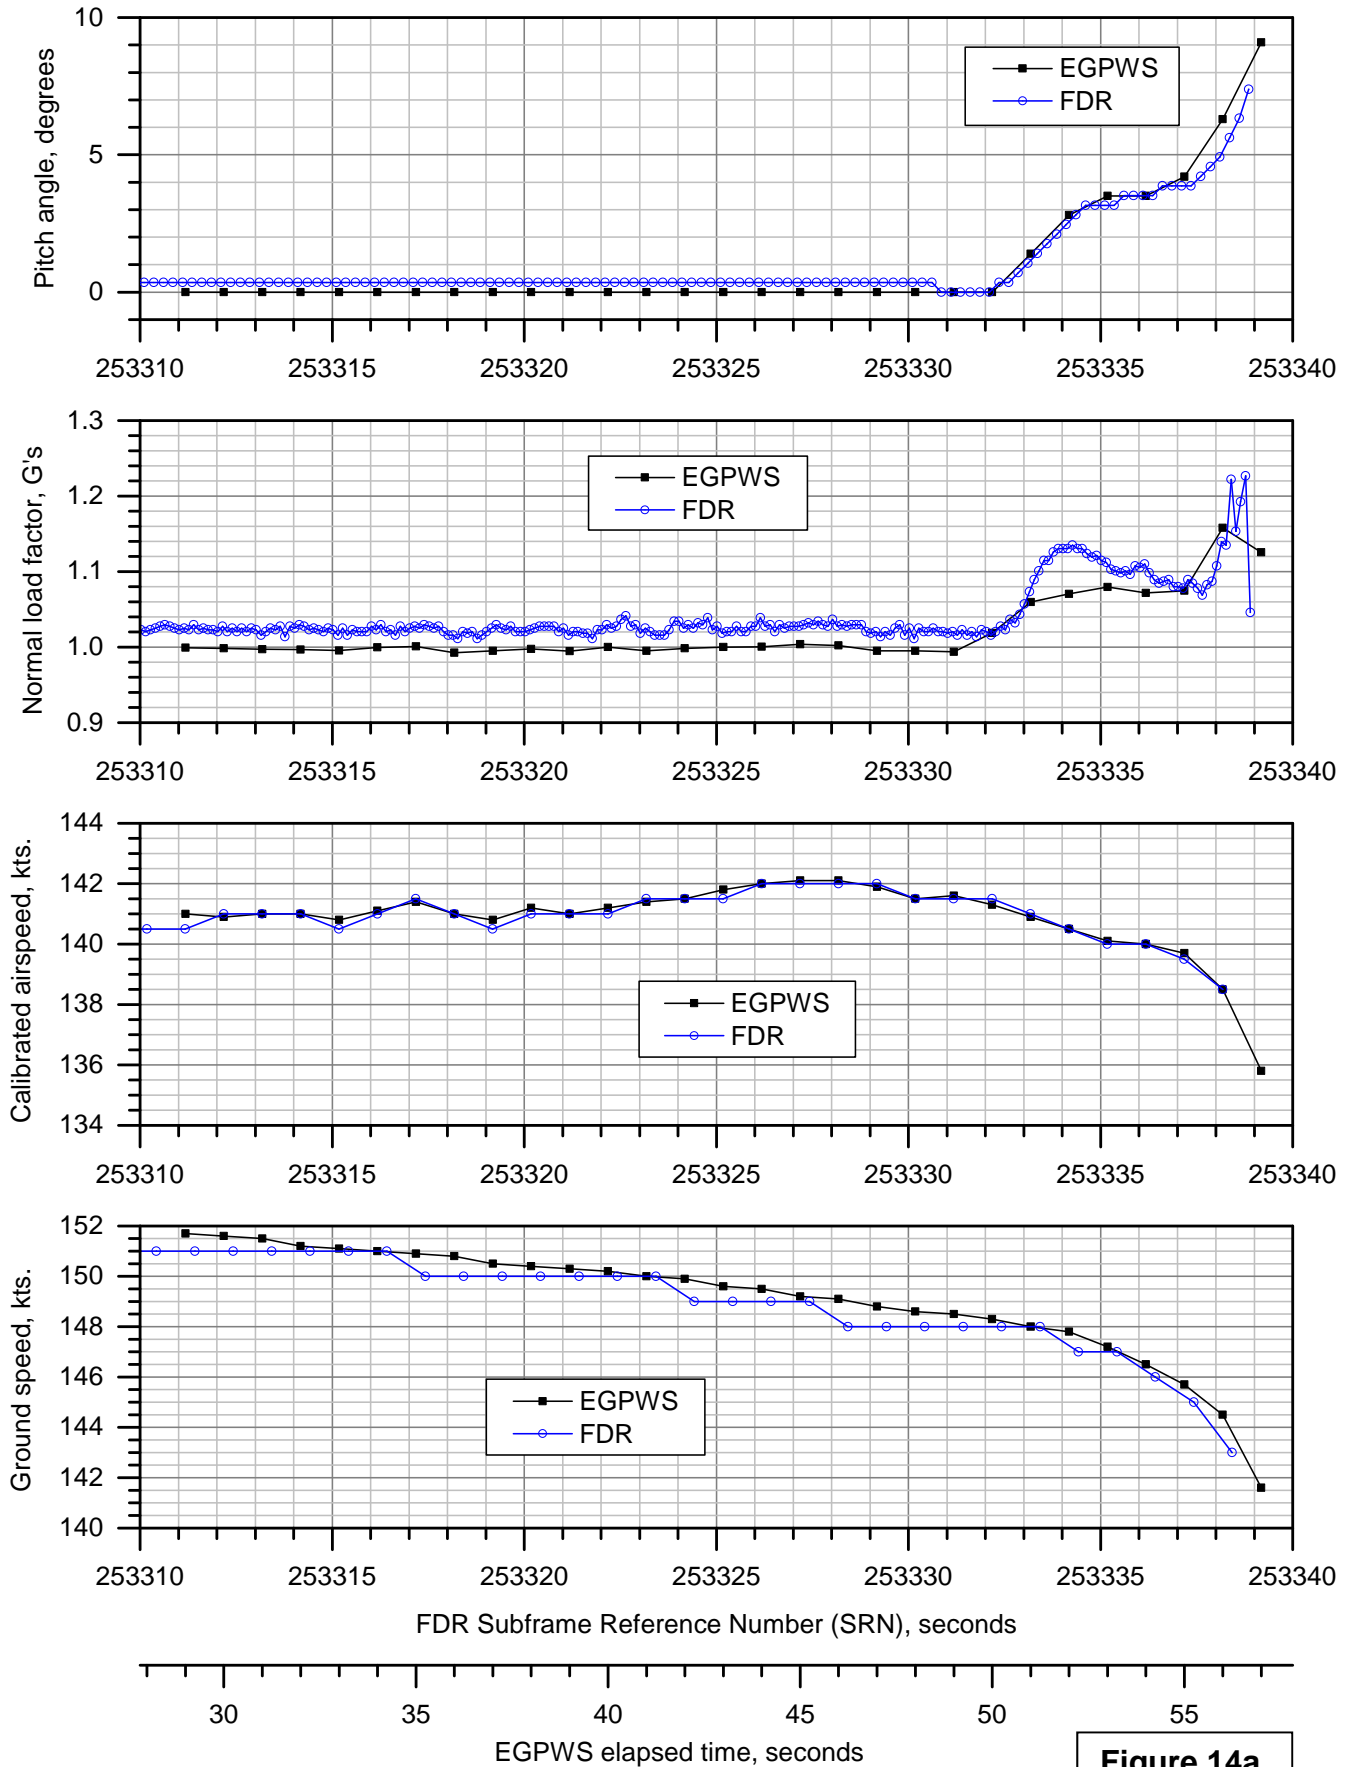 Pitch angle, degrees
10
5
0
EGPWS
FDR
253310 253315 253320 253325 253330 253335 253340
Normal load factor, G's
1.3
1.2
1.1
1.0
0.9
EGPWS
FDR
253310 253315 253320 253325 253330 253335 253340
Calibrated airspeed, kts.
144
142
140
138
136
134
EGPWS
FDR
253310 253315 253320 253325 253330 253335 253340
Ground speed, kts.
152
150
148
146
144
142
140
EGPWS
FDR
253310 253315 253320 253325 253330 253335 253340
FDR Subframe Reference Number (SRN), seconds
30 35 40 45 50 55
EGPWS elapsed time, seconds
Figure 14a